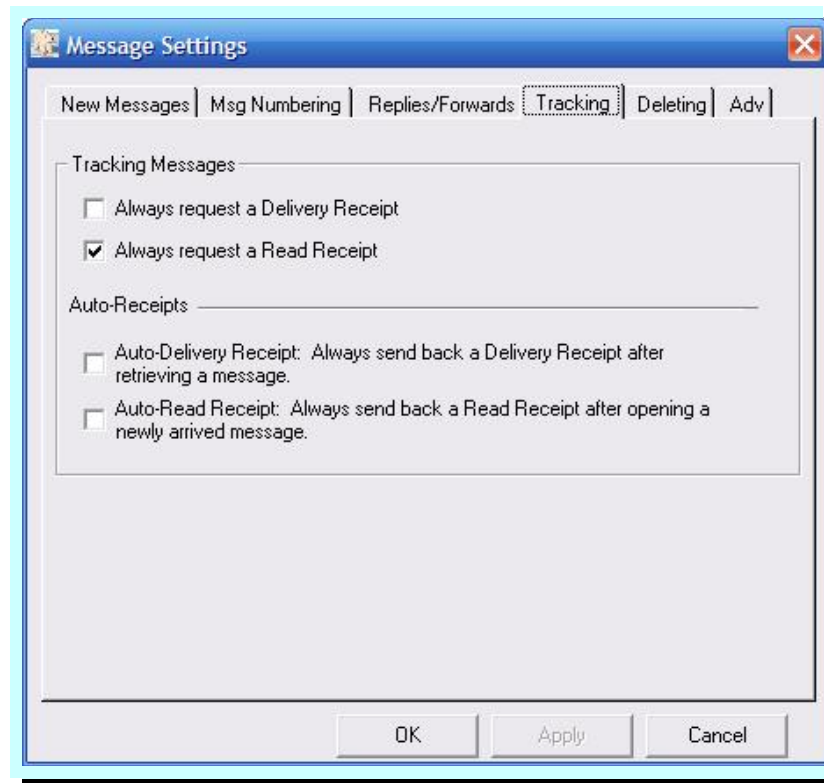 Message Settings
New Messages Msg Numbering Replies/Forwards Tracking Deleting Adv
Tracking Messages
Always request a Delivery Receipt
Always request a Read Receipt
Auto-Receipts
Auto-Delivery Receipt: Always send back a Delivery Receipt after
retrieving a message.
Auto-Read Receipt: Always send back a Read Receipt after opening a
newly arrived message.
OK Apply Cancel